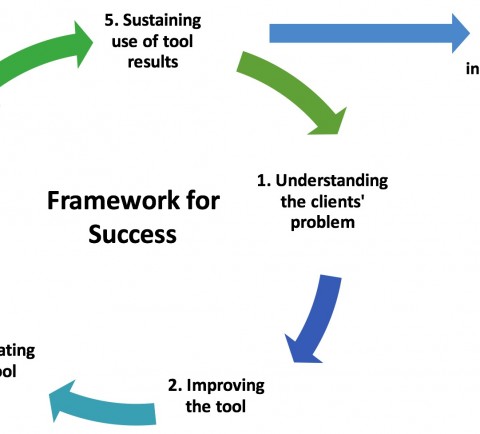 5. Sustaining
use of tool
results
in
1. Understanding
the clients'
problem
Framework for
Success
ating
ool
2. Improving
the tool